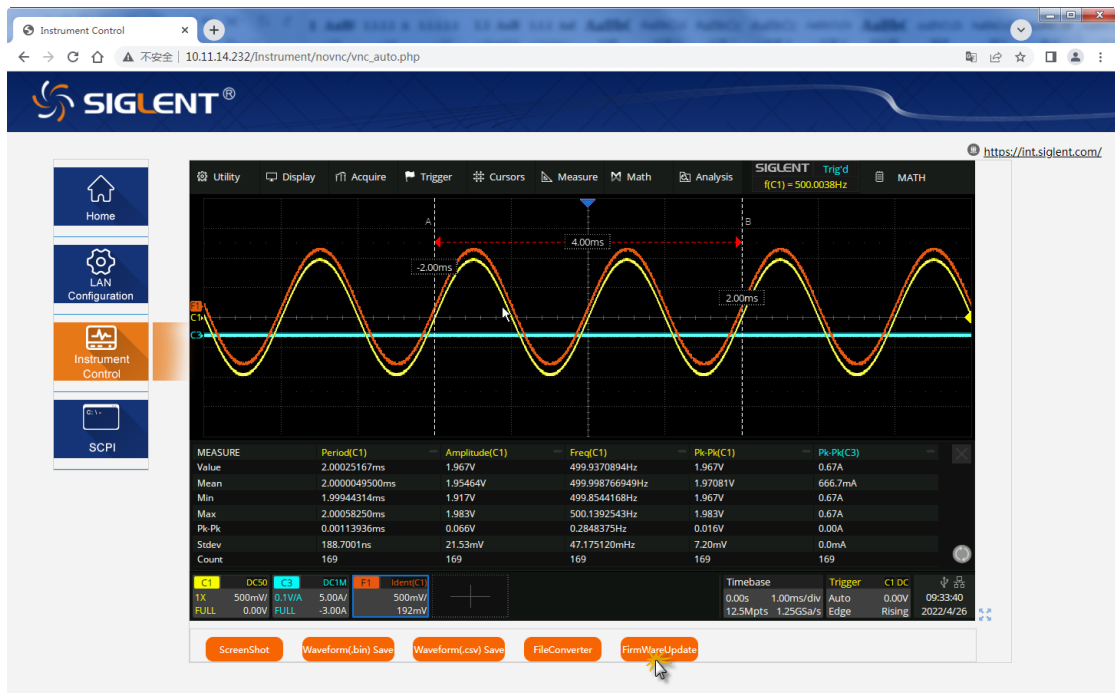 Instrument Control
不安全 | 10.11.14.232/Instrument/novnc/vnc_auto.php
SIGLENT®
https://int.siglent.com/
Home
LAN
Configuration
Instrument
Control
C:\-
SCPI
Utility Display Acquire Trigger Cursors Measure Math Analysis SIGLENT Trig'd MATH
f(C1) = 500.0038Hz
A B
4.00ms
-2.00ms
2.00ms
F1
C1
C3
MEASURE Period(C1) Amplitude(C1) Freq(C1) Pk-Pk(C1) Pk-Pk(C3)
Value 2.00025167ms 1.967V 499.9370894Hz 1.967V 0.67A
Mean 2.0000049500ms 1.95464V 499.998766949Hz 1.97081V 666.7mA
Min 1.99944314ms 1.917V 499.8544168Hz 1.967V 0.67A
Max 2.00058250ms 1.983V 500.1392543Hz 1.983V 0.67A
Pk-Pk 0.00113936ms 0.066V 0.2848375Hz 0.016V 0.00A
Stdev 188.7001ns 21.53mV 47.175120mHz 7.20mV 0.0mA
Count 169 169 169 169 169
C1 DC50 C3 DC1M F1 Ident(C1) Timebase Trigger C1 DC
1X 500mV/ 0.1V/A 5.00A/ 500mV/ 0.00s 1.00ms/div Auto 0.00V 09:33:40
FULL 0.00V FULL -3.00A 192mV 12.5Mpts 1.25GSa/s Edge Rising 2022/4/26
ScreenShot Waveform(.bin) Save Waveform(.csv) Save FileConverter FirmWareUpdate